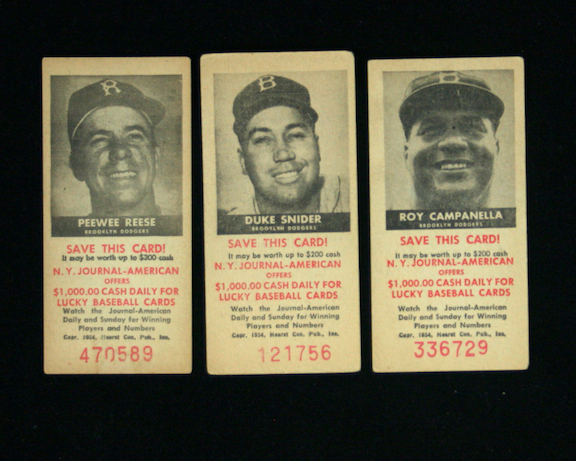 B
PEEWEE REESE
BROOKLYN DODGERS
SAVE THIS CARD!
It may be worth up to $200 cash
N.Y. JOURNAL-AMERICAN
OFFERS
$1,000.00 CASH DAILY FOR
LUCKY BASEBALL CARDS
Watch the Journal-American
Daily and Sunday for Winning
Players and Numbers
Copr. 1954, Hearst Con. Pub., Inc.
470589
B
DUKE SNIDER
BROOKLYN DODGERS
SAVE THIS CARD!
It may be worth up to $200 cash
N.Y. JOURNAL-AMERICAN
OFFERS
$1,000.00 CASH DAILY FOR
LUCKY BASEBALL CARDS
Watch the Journal-American
Daily and Sunday for Winning
Players and Numbers
Copr. 1954, Hearst Con. Pub., Inc.
121756
B
ROY CAMPANELLA
BROOKLYN DODGERS
SAVE THIS CARD!
It may be worth up to $200 cash
N.Y. JOURNAL-AMERICAN
OFFERS
$1,000.00 CASH DAILY FOR
LUCKY BASEBALL CARDS
Watch the Journal-American
Daily and Sunday for Winning
Players and Numbers
Copr. 1954, Hearst Con. Pub., Inc.
336729